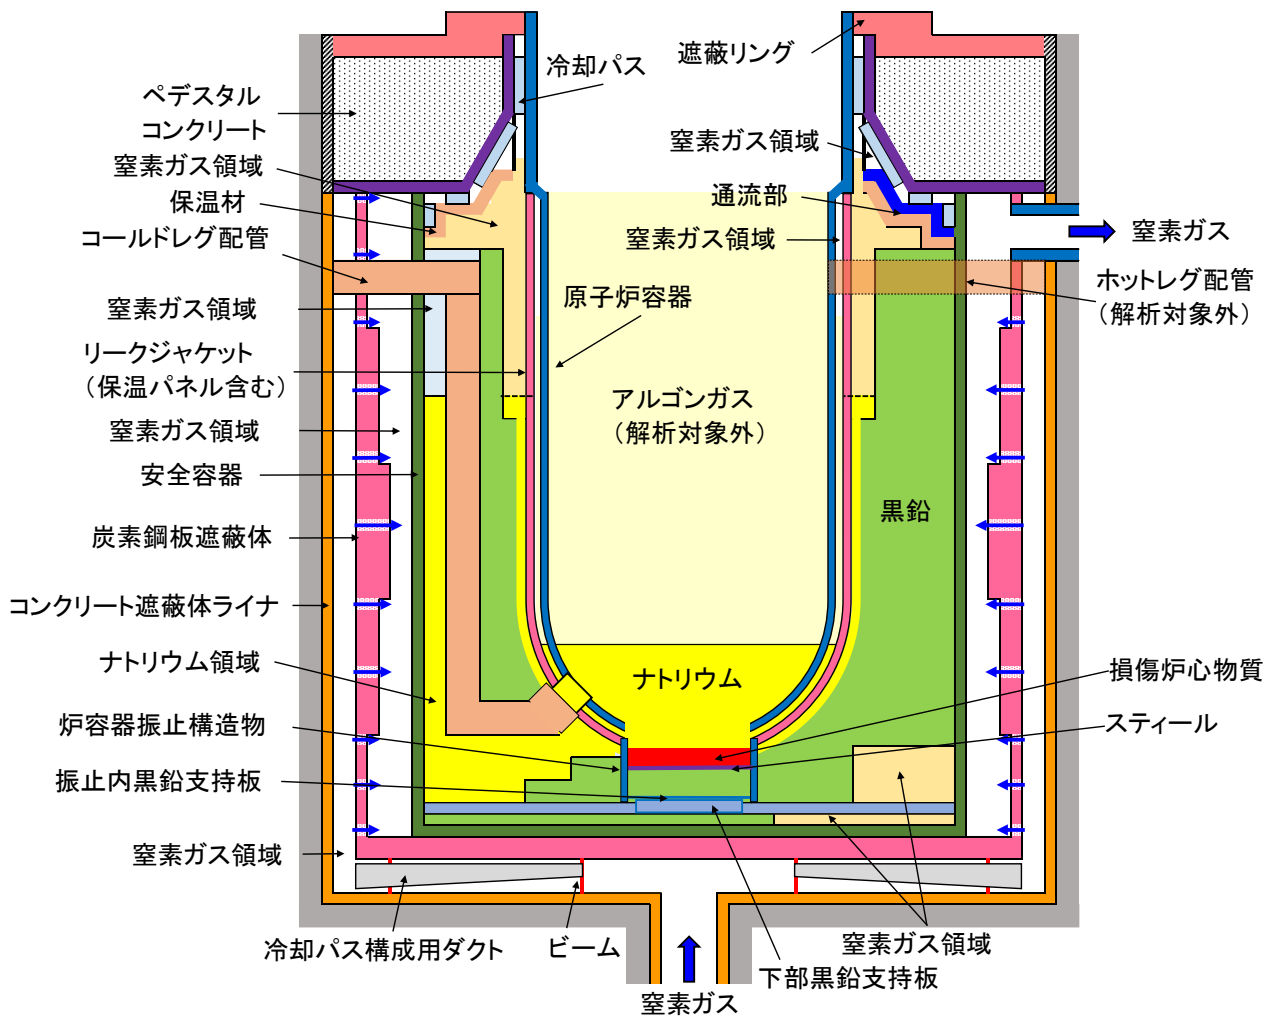 冷却パス
遮蔽リング
ペデスタル
コンクリート
窒素ガス領域
窒素ガス領域
保温材
通流部
コールドレグ配管
窒素ガス領域
窒素ガス
原子炉容器
ホットレグ配管
（解析対象外）
窒素ガス領域
リークジャケット
（保温パネル含む）
アルゴンガス
（解析対象外）
窒素ガス領域
安全容器
黒鉛
炭素鋼板遮蔽体
コンクリート遮蔽体ライナ
ナトリウム領域
ナトリウム
損傷炉心物質
炉容器振止構造物
スティール
振止内黒鉛支持板
窒素ガス領域
冷却パス構成用ダクト
ビーム
窒素ガス領域
下部黒鉛支持板
窒素ガス